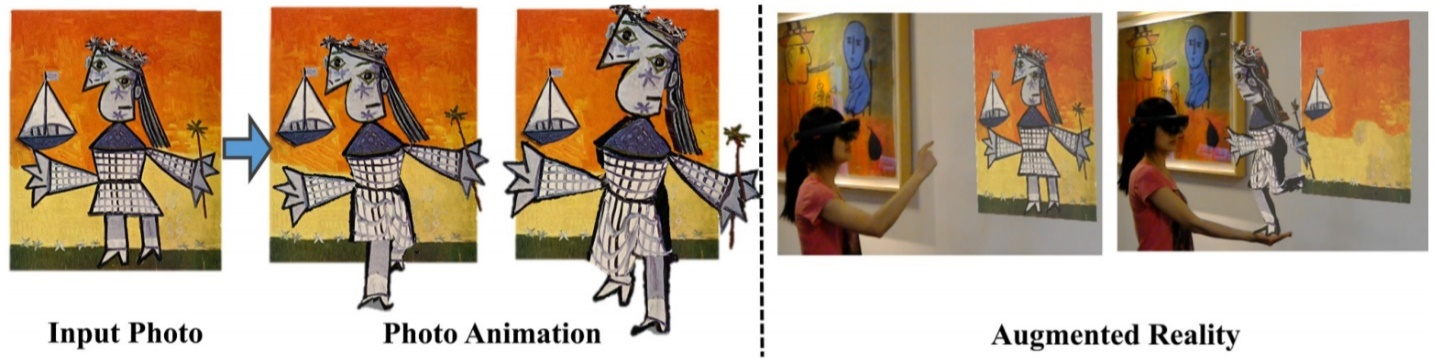 Input Photo
Photo Animation
Augmented Reality